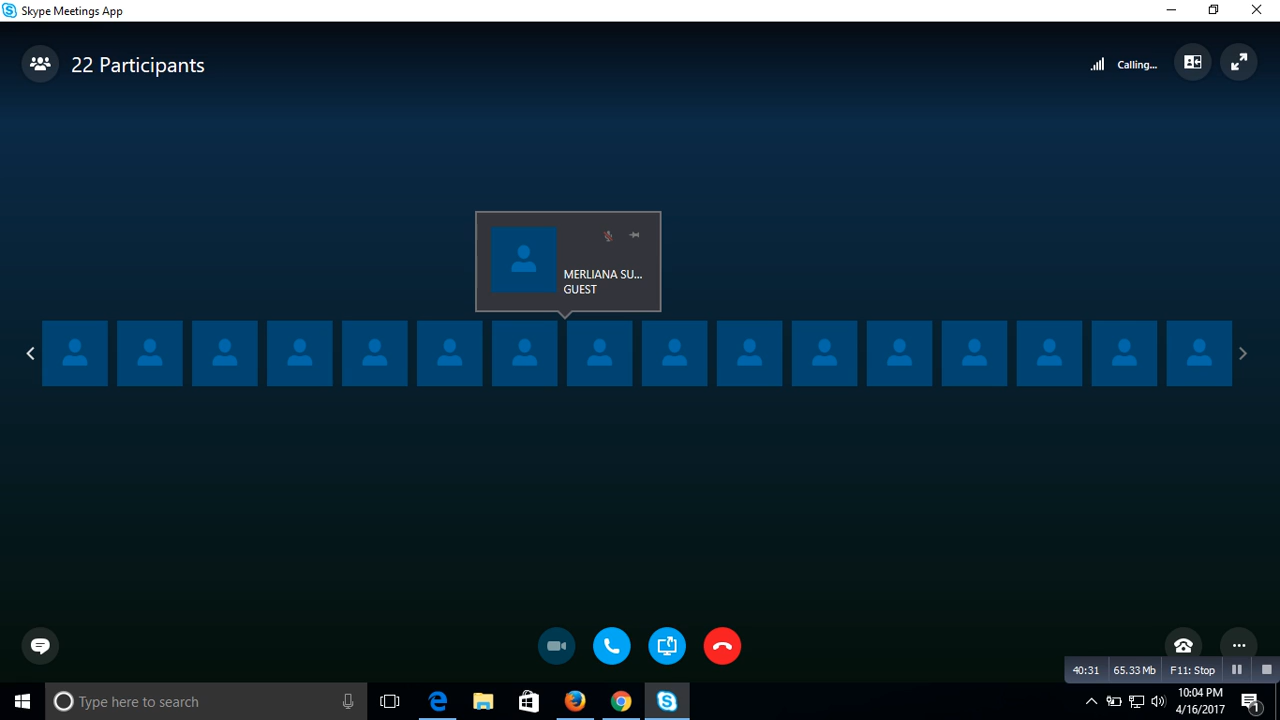 Skype Meetings App
22 Participants
Calling...
MERLIANA SU...
GUEST
40:31
65.33 Mb
F11: Stop
Type here to search
10:04 PM
4/16/2017
1